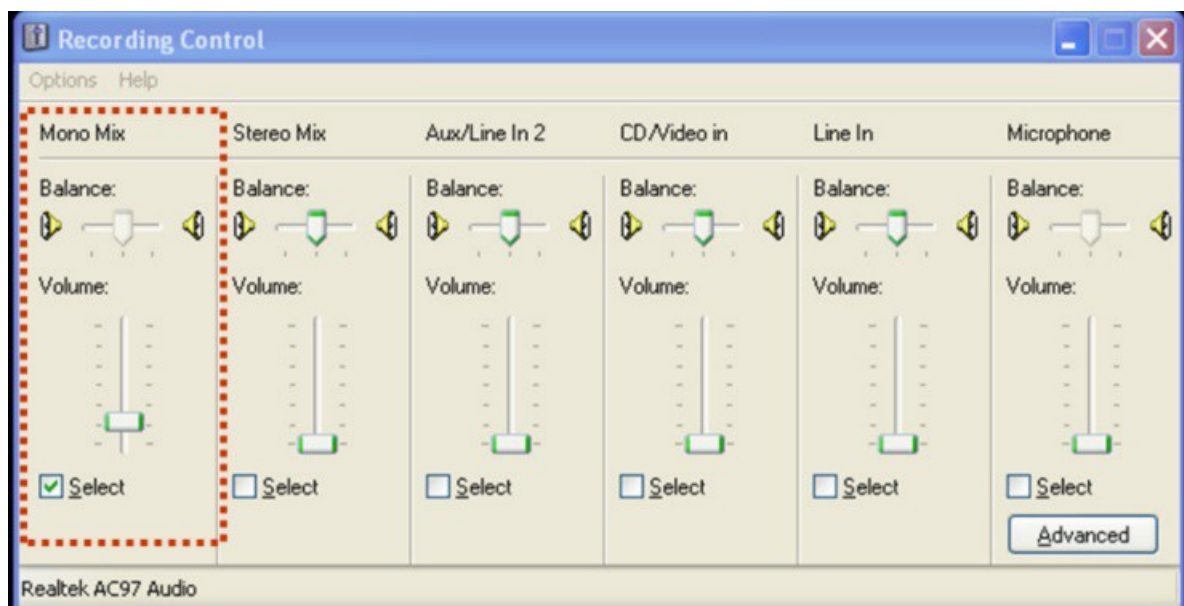 Recording Control
Options Help
Mono Mix Stereo Mix Aux/Line In 2 CD/Video in Line In Microphone
Balance: Balance: Balance: Balance: Balance: Balance:
Volume: Volume: Volume: Volume: Volume: Volume:
Select Select Select Select Select Select
Advanced
Realtek AC97 Audio